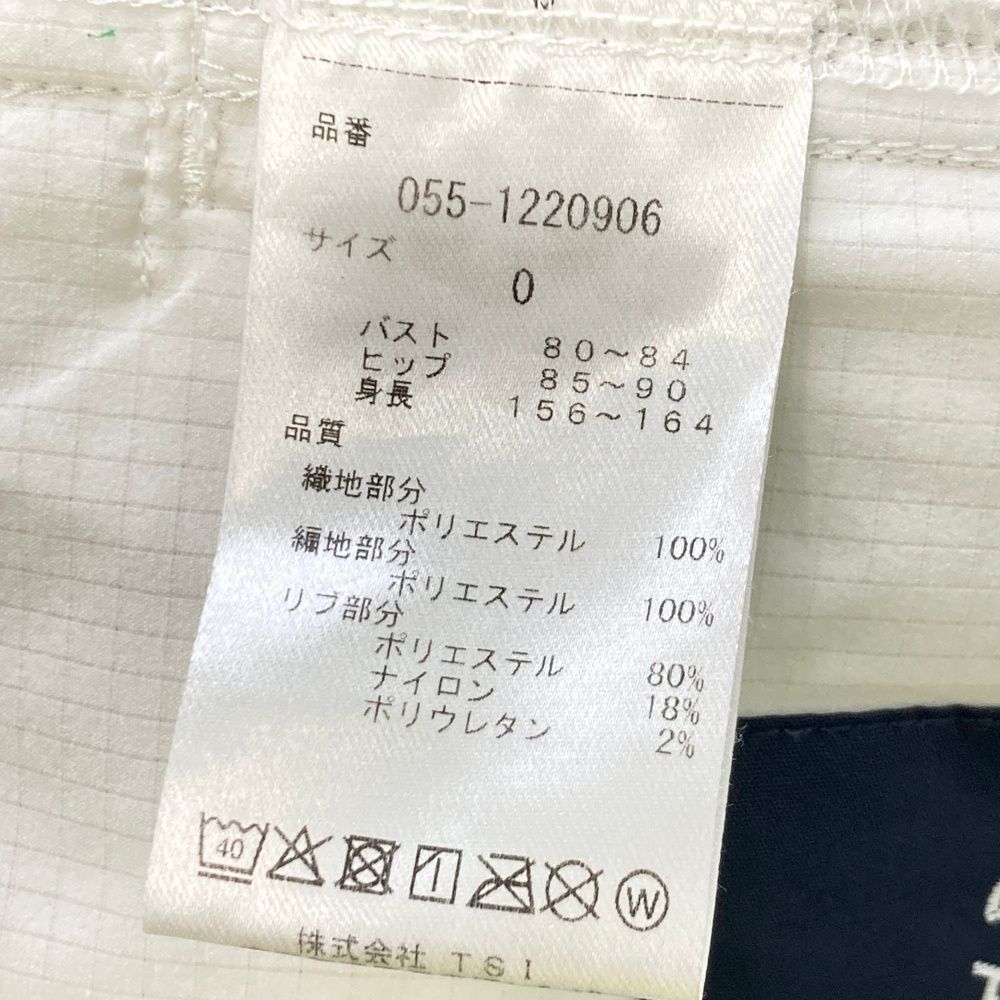 品番
055-1220906
サイズ
0
バスト 80～84
ヒップ 85～90
身長 156～164
品質
織地部分
ポリエステル 100%
編地部分
ポリエステル 100%
リブ部分
ポリエステル 80%
ナイロン 18%
ポリウレタン 2%
40 W
株式会社 TSI